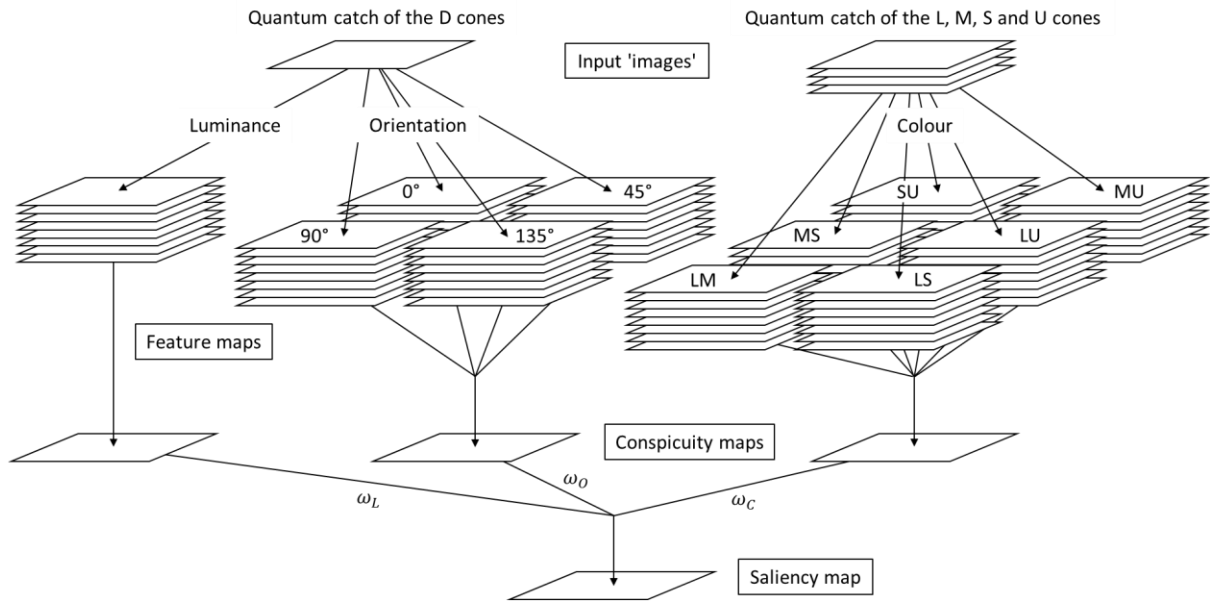 Quantum catch of the D cones
Quantum catch of the L, M, S and U cones
Input 'images'
Luminance
Orientation
Colour
0°
45°
SU
MU
90°
135°
MS
LU
LM
LS
Feature maps
Conspicuity maps
ω_L
ω_O
ω_C
Saliency map